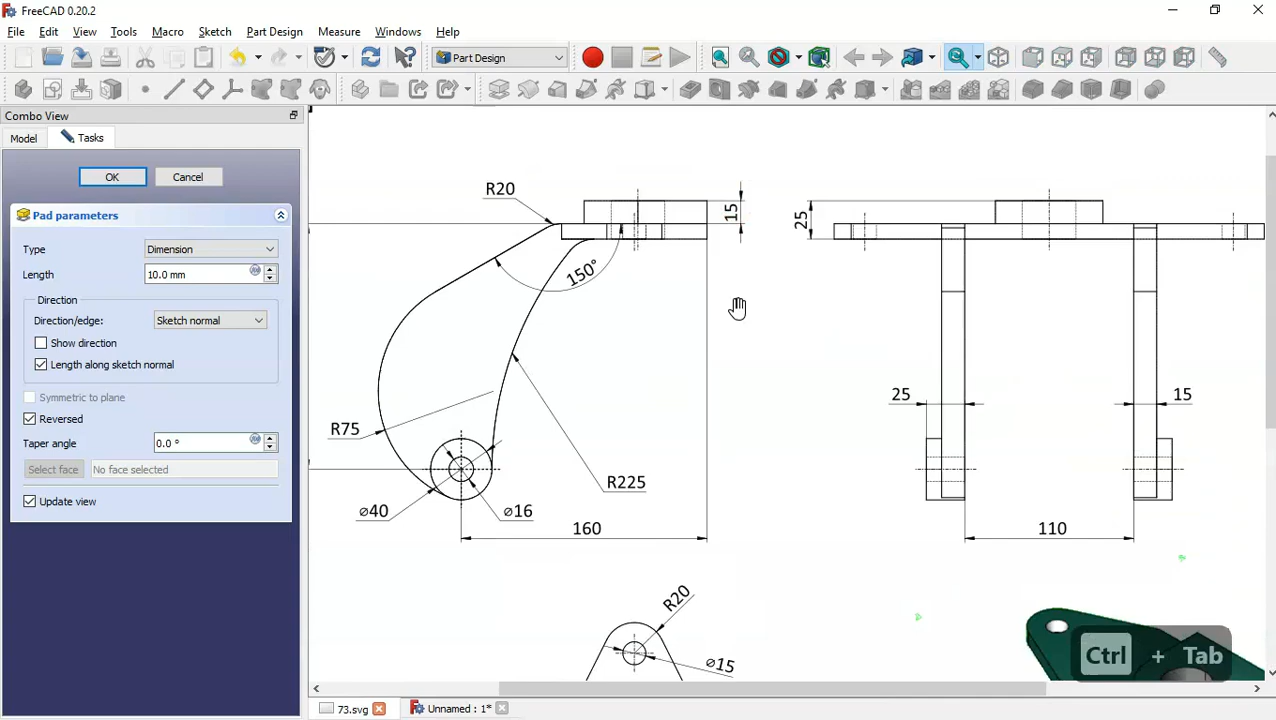 FreeCAD 0.20.2
File Edit View Tools Macro Sketch Part Design Measure Windows Help
Part Design
Combo View
Model Tasks
OK Cancel
Pad parameters
Type Dimension
Length 10.0 mm
Direction
Direction/edge: Sketch normal
Show direction
Length along sketch normal
Symmetric to plane
Reversed
Taper angle 0.0 °
Select face No face selected
Update view
R20
15
25
150°
25
15
R75
R225
⌀40
⌀16
160
110
R20
⌀15
Ctrl + Tab
73.svg Unnamed : 1*